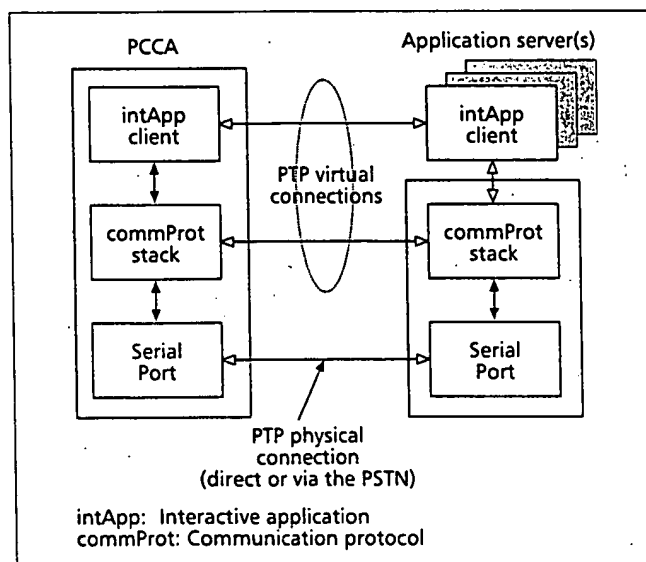 PCCA
Application server(s)
intApp
client
intApp
client
PTP virtual
connections
commProt
stack
commProt
stack
Serial
Port
Serial
Port
PTP physical
connection
(direct or via the PSTN)
intApp: Interactive application
commProt: Communication protocol